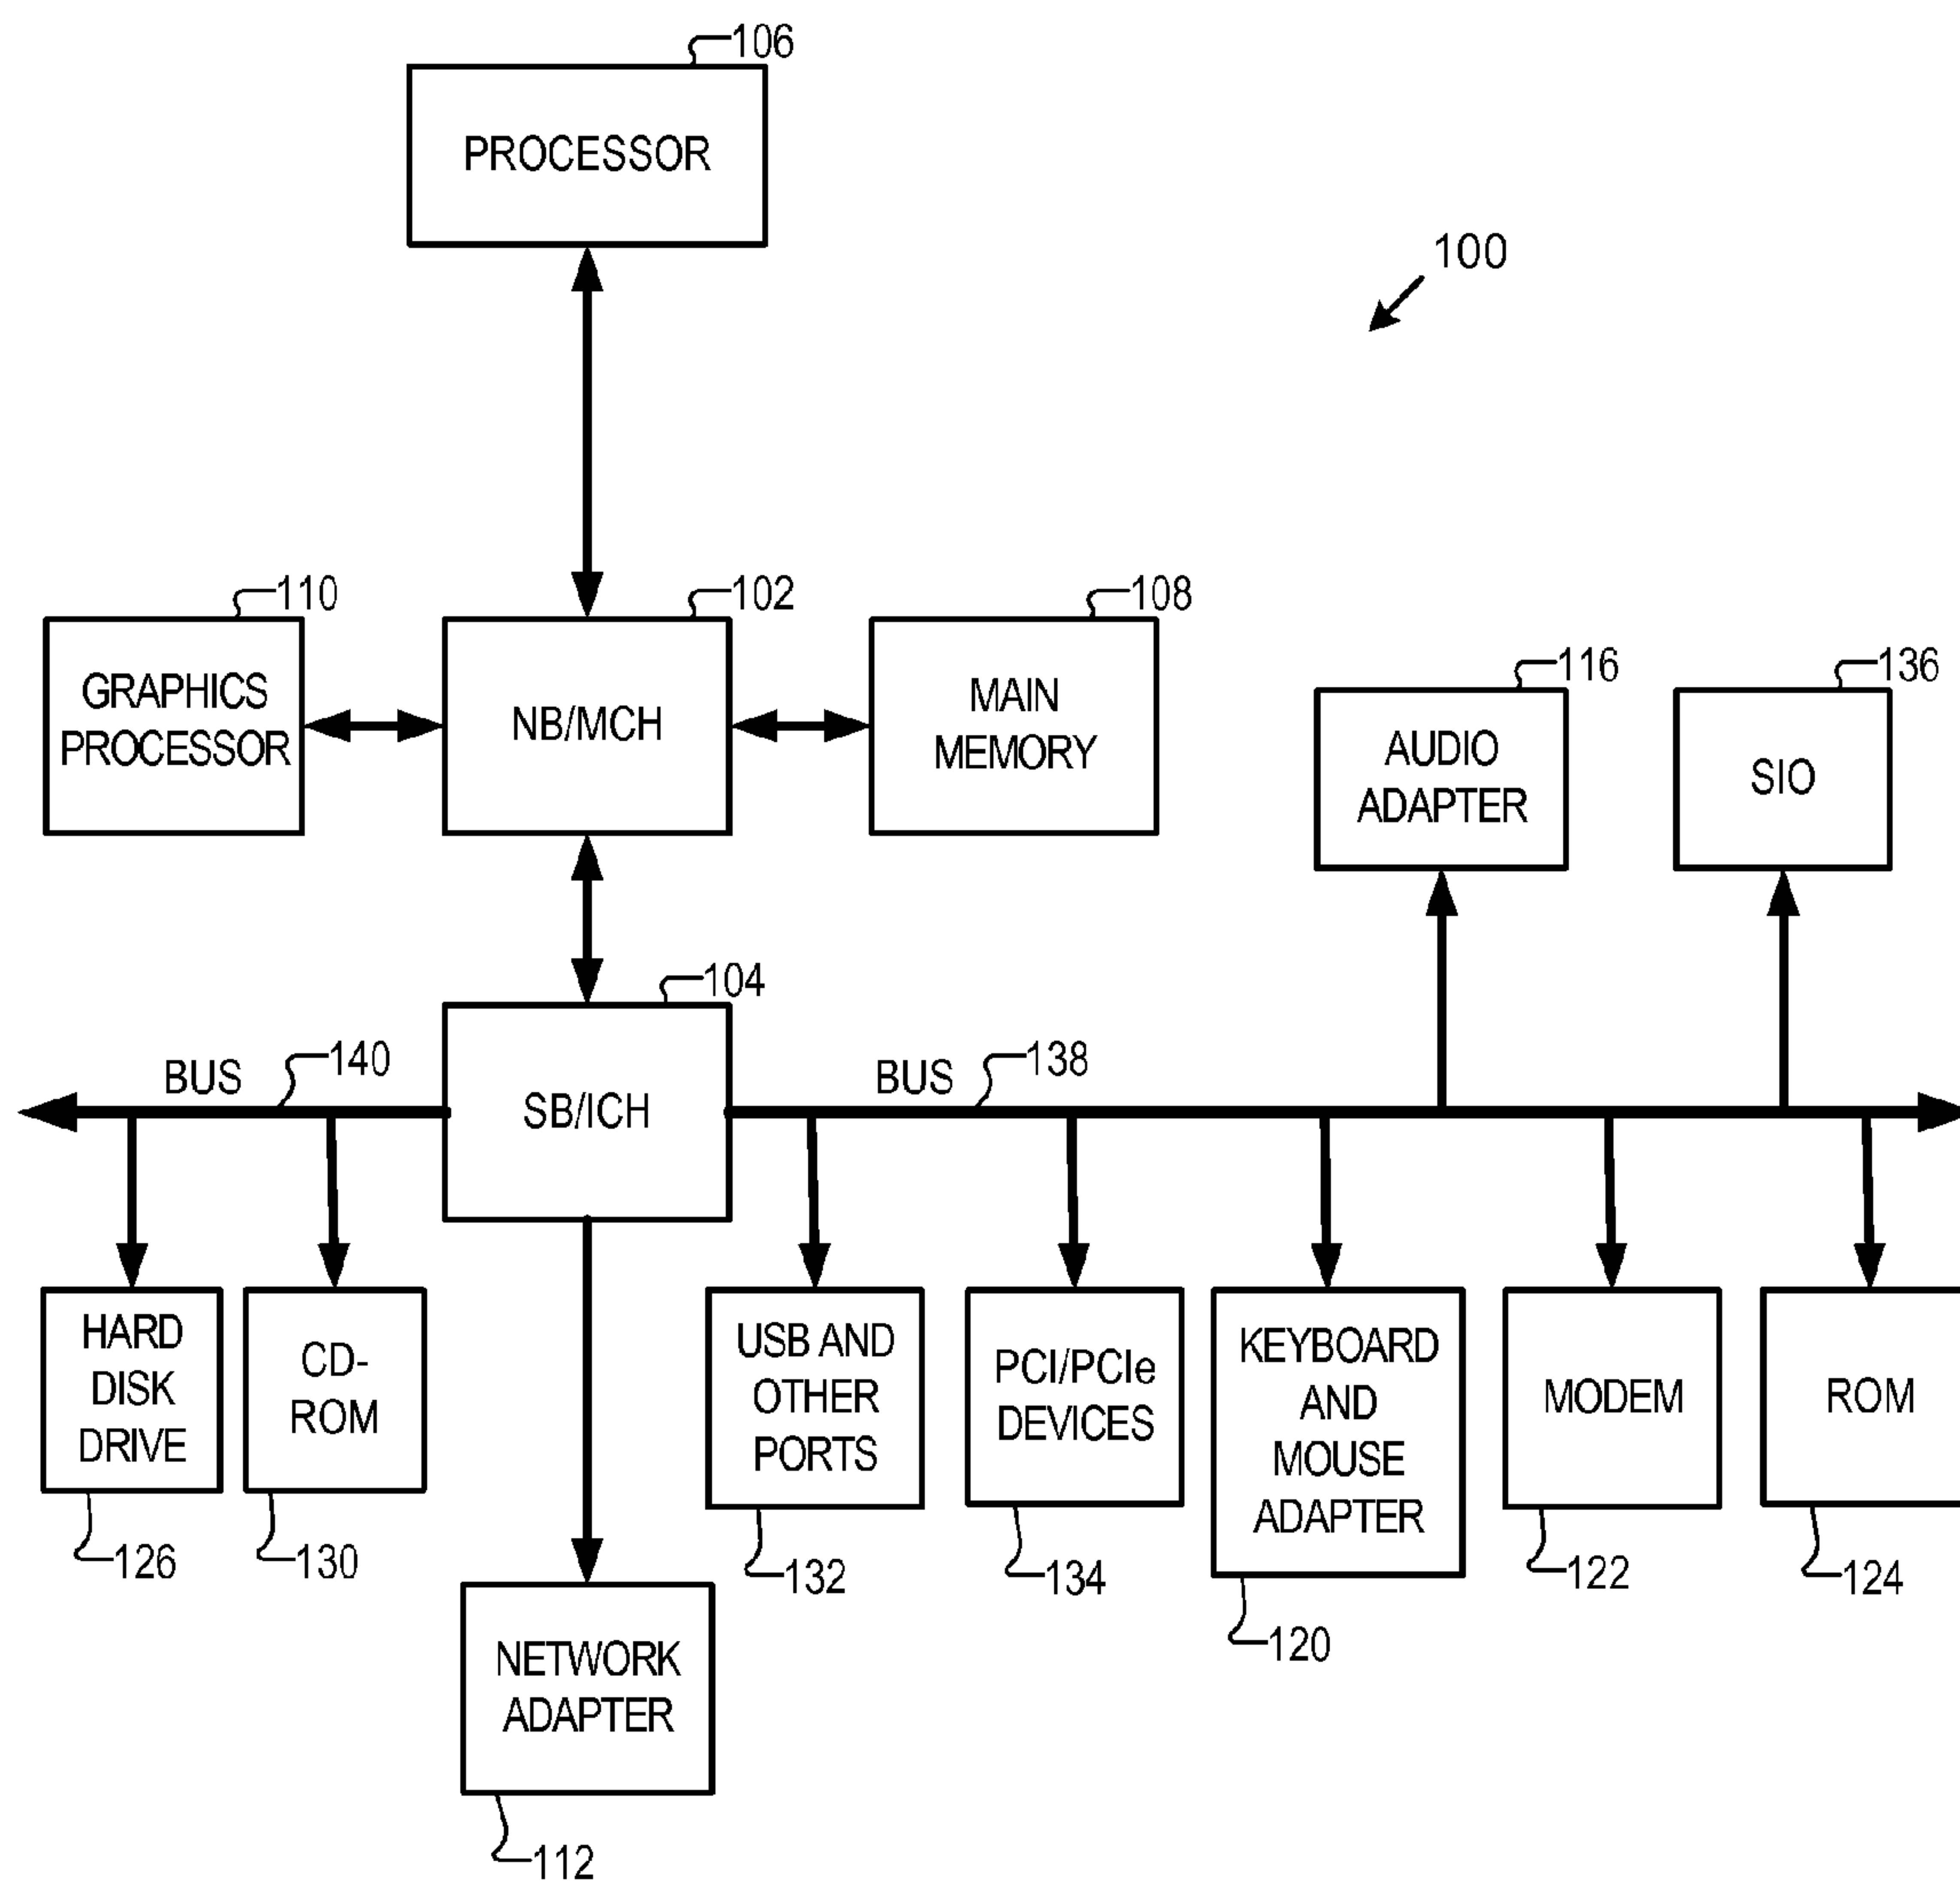 106
PROCESSOR
100
110
102
108
GRAPHICS
PROCESSOR
NB/MCH
MAIN
MEMORY
116
136
AUDIO
ADAPTER
SIO
104
BUS
140
SB/ICH
BUS
138
HARD
DISK
DRIVE
126
CD-
ROM
130
USB AND
OTHER
PORTS
132
PCI/PCIe
DEVICES
134
KEYBOARD
AND
MOUSE
ADAPTER
120
MODEM
122
ROM
124
NETWORK
ADAPTER
112